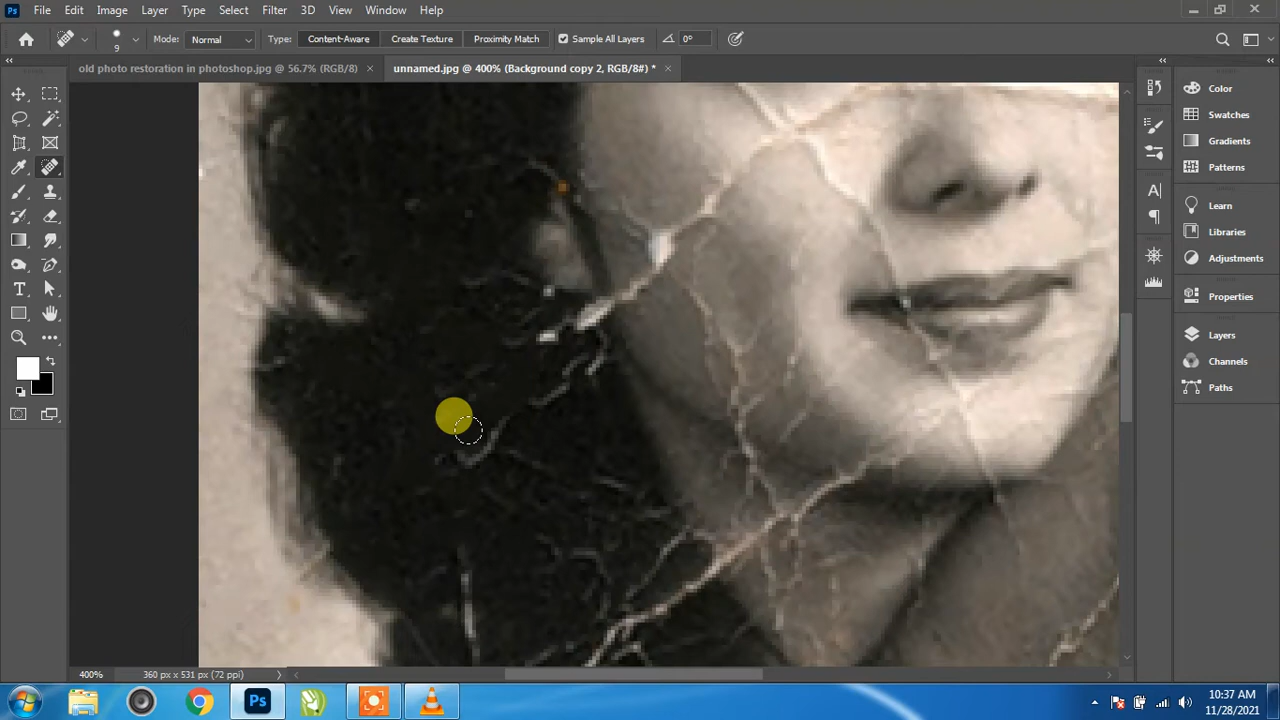 Ps File Edit Image Layer Type Select Filter 3D View Window Help
9 Mode: Normal Type: Content-Aware Create Texture Proximity Match Sample All Layers 0°
old photo restoration in photoshop.jpg @ 56.7% (RGB/8) × unnamed.jpg @ 400% (Background copy 2, RGB/8#) * ×
Color
Swatches
Gradients
Patterns
Learn
Libraries
Adjustments
Properties
Layers
Channels
Paths
400% 360 px x 531 px (72 ppi)
Ps
10:37 AM
11/28/2021